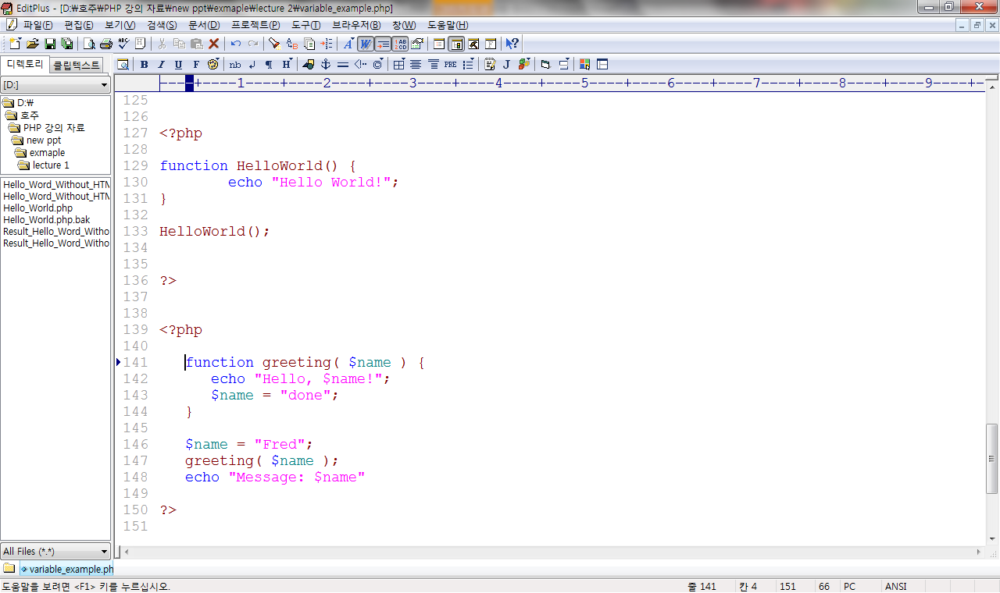 EditPlus - [D:\호주\PHP 강의 자료\new ppt\exmaple\lecture 2\variable_example.php]
파일(F) 편집(E) 보기(V) 검색(S) 문서(D) 프로젝트(P) 도구(T) 브라우저(B) 창(W) 도움말(H)
디렉토리 클립텍스트
B I U F nb ¶ H PRE J
[D:]
D:\
호주
PHP 강의 자료
new ppt
exmaple
lecture 1
Hello_Word_Without_HTM
Hello_Word_Without_HTM
Hello_World.php
Hello_World.php.bak
Result_Hello_Word_Witho
Result_Hello_Word_Witho
All Files (*.*)
variable_example.ph
----+----1----+----2----+----3----+----4----+----5----+----6----+----7----+----8----+----9----+--
125
126
127 <?php
128
129 function HelloWorld() {
130 echo "Hello World!";
131 }
132
133 HelloWorld();
134
135
136 ?>
137
138
139 <?php
140
141 function greeting( $name ) {
142 echo "Hello, $name!";
143 $name = "done";
144 }
145
146 $name = "Fred";
147 greeting( $name );
148 echo "Message: $name"
149
150 ?>
151
도움말을 보려면 <F1> 키를 누르십시오. 줄 141 칸 4 151 66 PC ANSI